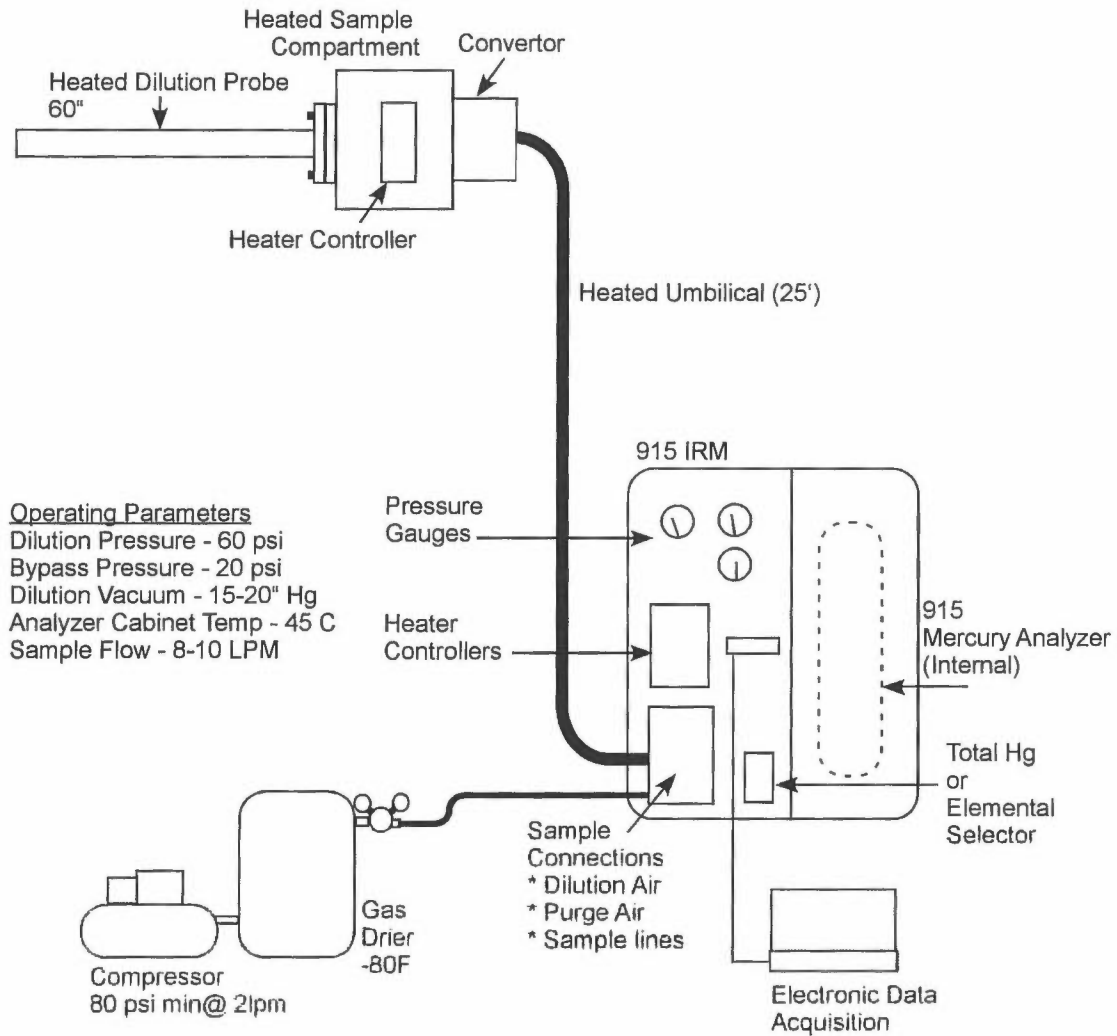 Heated Sample
Compartment
Convertor
Heated Dilution Probe
60"
Heater Controller
Heated Umbilical (25')
915 IRM
Pressure
Gauges
Operating Parameters
Dilution Pressure - 60 psi
Bypass Pressure - 20 psi
Dilution Vacuum - 15-20" Hg
Analyzer Cabinet Temp - 45 C
Sample Flow - 8-10 LPM
Heater
Controllers
915
Mercury Analyzer
(Internal)
Total Hg
or
Elemental
Selector
Sample
Connections
* Dilution Air
* Purge Air
* Sample lines
Gas
Drier
-80F
Compressor
80 psi min@ 2lpm
Electronic Data
Acquisition